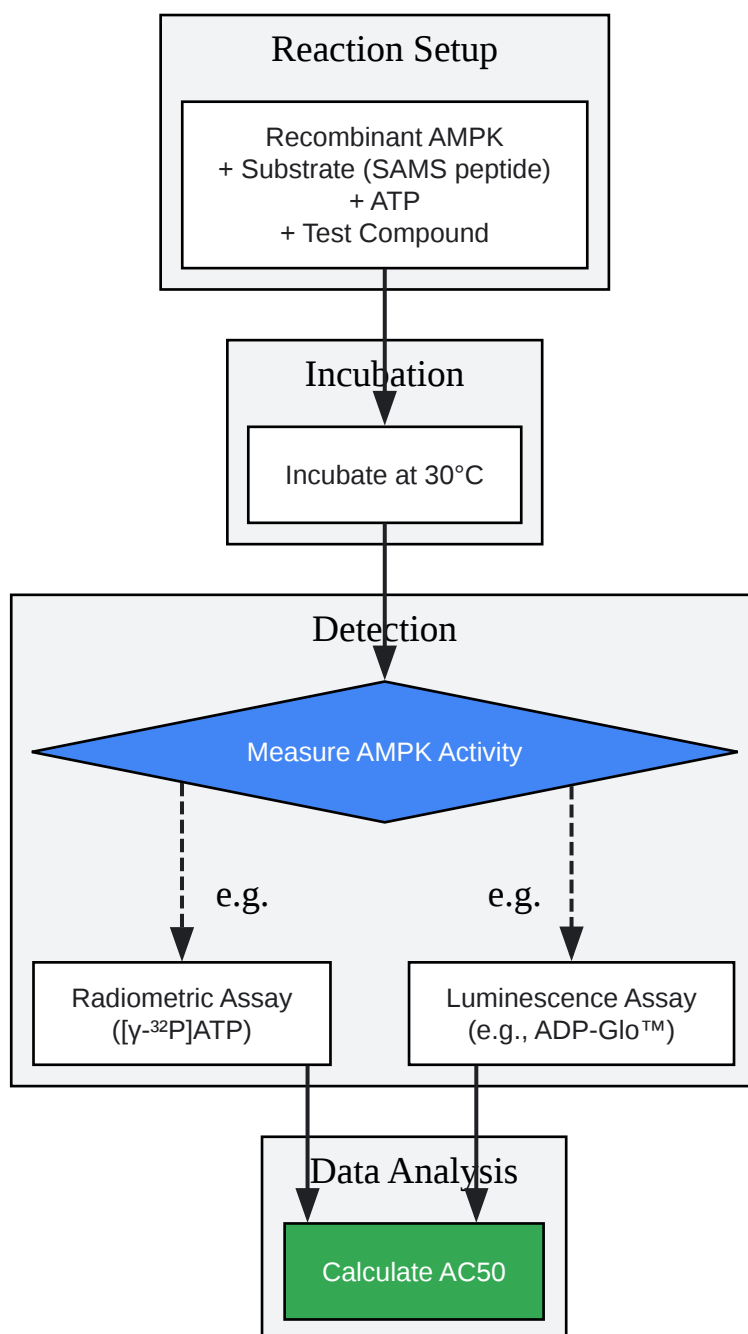 Reaction Setup
Recombinant AMPK
+ Substrate (SAMS peptide)
+ ATP
+ Test Compound
Incubation
Incubate at 30°C
Detection
Measure AMPK Activity
e.g.
e.g.
Radiometric Assay
([γ-³²P]ATP)
Luminescence Assay
(e.g., ADP-Glo™)
Data Analysis
Calculate AC50